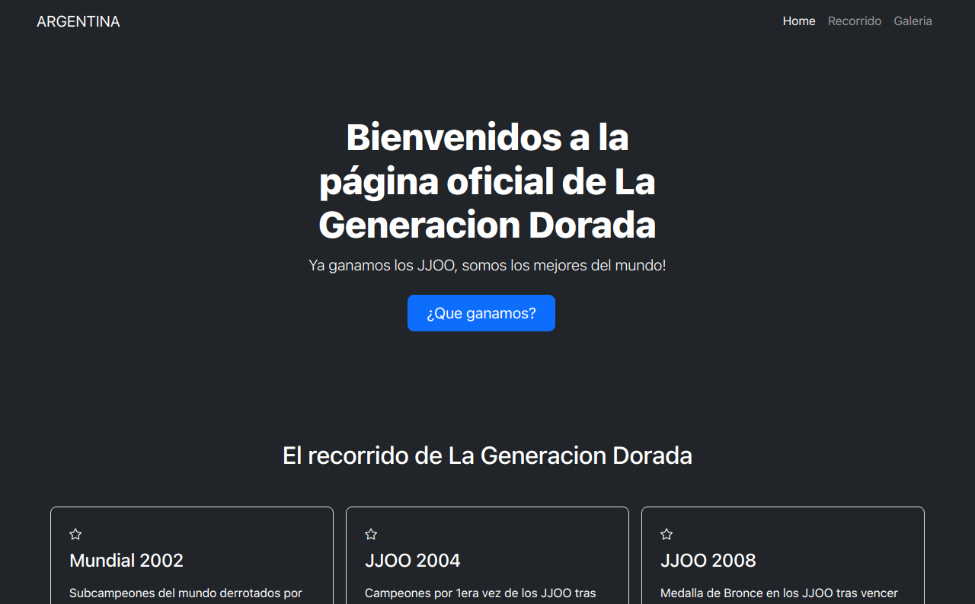 ARGENTINA
Home Recorrido Galeria
Bienvenidos a la
página oficial de La
Generacion Dorada
Ya ganamos los JJOO, somos los mejores del mundo!
¿Que ganamos?
El recorrido de La Generacion Dorada
Mundial 2002
Subcampeones del mundo derrotados por
JJOO 2004
Campeones por 1era vez de los JJOO tras
JJOO 2008
Medalla de Bronce en los JJOO tras vencer